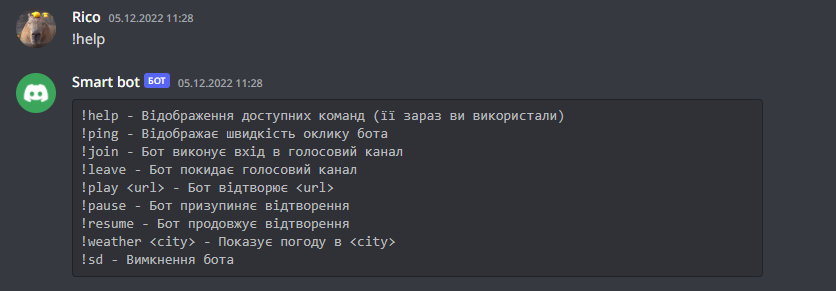 Rico 05.12.2022 11:28
!help
Smart bot БОТ 05.12.2022 11:28
!help - Відображення доступних команд (її зараз ви використали)
!ping - Відображає швидкість оклику бота
!join - Бот виконує вхід в голосовий канал
!leave - Бот покидає голосовий канал
!play <url> - Бот відтворює <url>
!pause - Бот призупиняє відтворення
!resume - Бот продовжує відтворення
!weather <city> - Показує погоду в <city>
!sd - Вимкнення бота